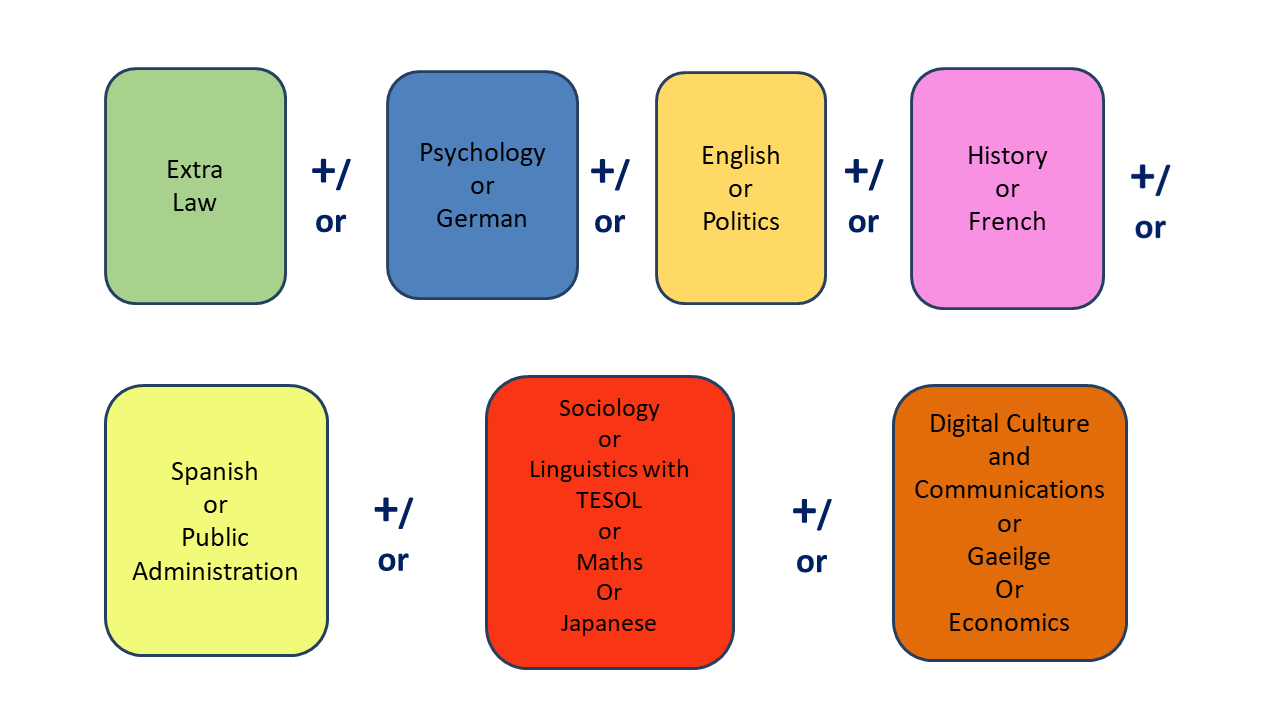 Extra
Law
+/
or
Psychology
or
German
+/
or
English
or
Politics
+/
or
History
or
French
+/
or
Spanish
or
Public
Administration
+/
or
Sociology
or
Linguistics with
TESOL
or
Maths
Or
Japanese
+/
or
Digital Culture
and
Communications
or
Gaeilge
Or
Economics